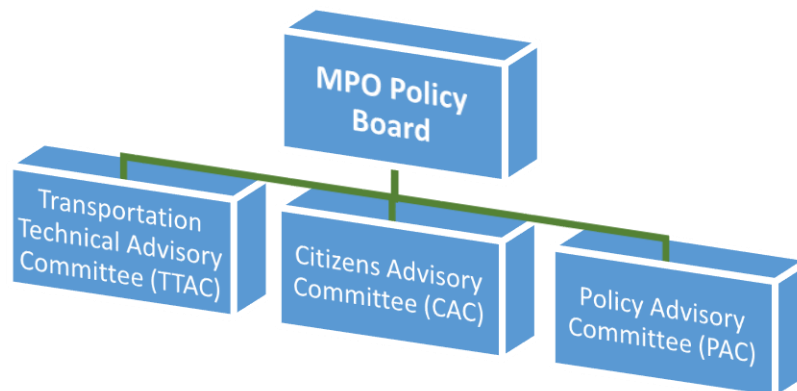 MPO Policy
Board
Transportation
Technical Advisory
Committee (TTAC)
Citizens Advisory
Committee (CAC)
Policy Advisory
Committee (PAC)